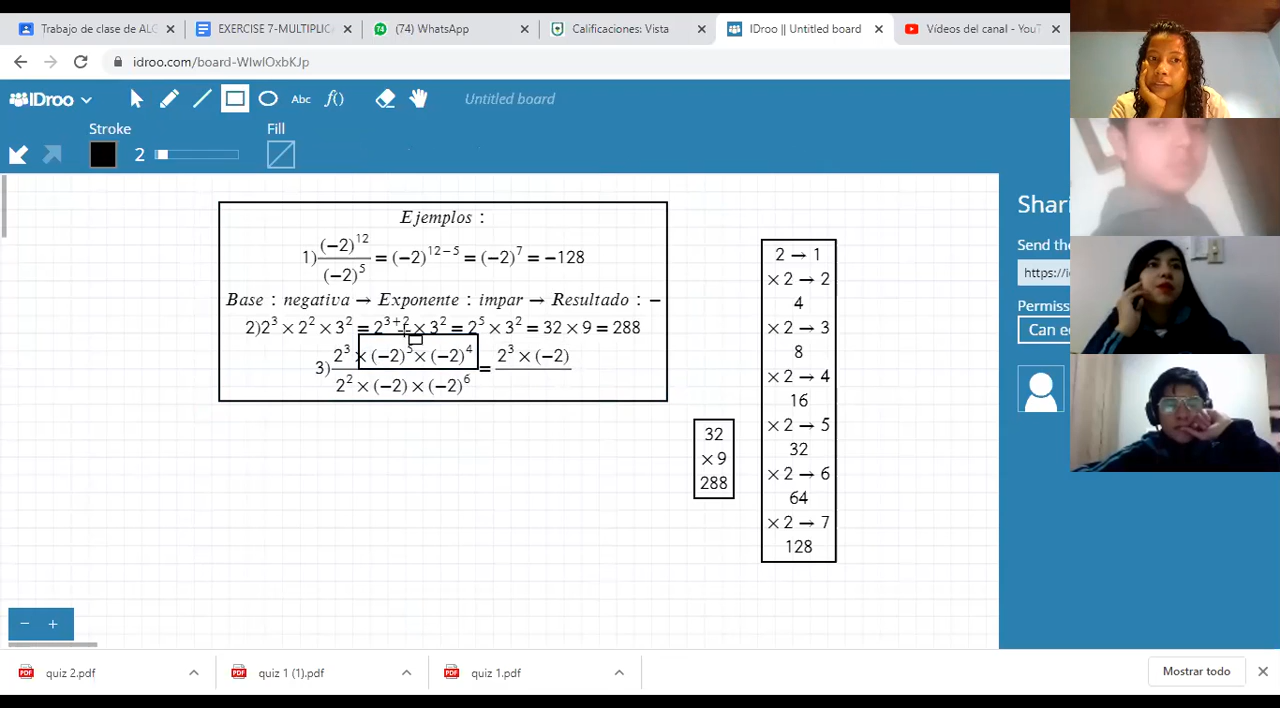 Trabajo de clase de ALG
EXERCISE 7-MULTIPLIC
(74) WhatsApp
Calificaciones: Vista
IDroo || Untitled board
Vídeos del canal - YouT
idroo.com/board-WIwlOxbKJp
IDroo
Abc
f()
Untitled board
Stroke
Fill
2
Ejemplos :
1) (−2)^12 / (−2)^5 = (−2)^12−5 = (−2)^7 = −128
Base : negativa → Exponente : impar → Resultado : −
2)2^3 × 2^2 × 3^2 = 2^3+2 × 3^2 = 2^5 × 3^2 = 32 × 9 = 288
3) 2^3 × (−2)^3 × (−2)^4 / 2^2 × (−2) × (−2)^6 = 2^3 × (−2)
32
× 9
288
2 → 1
× 2 → 2
4
× 2 → 3
8
× 2 → 4
16
× 2 → 5
32
× 2 → 6
64
× 2 → 7
128
Shari
Send the
https://i
Permiss
Can e
quiz 2.pdf
quiz 1 (1).pdf
quiz 1.pdf
Mostrar todo